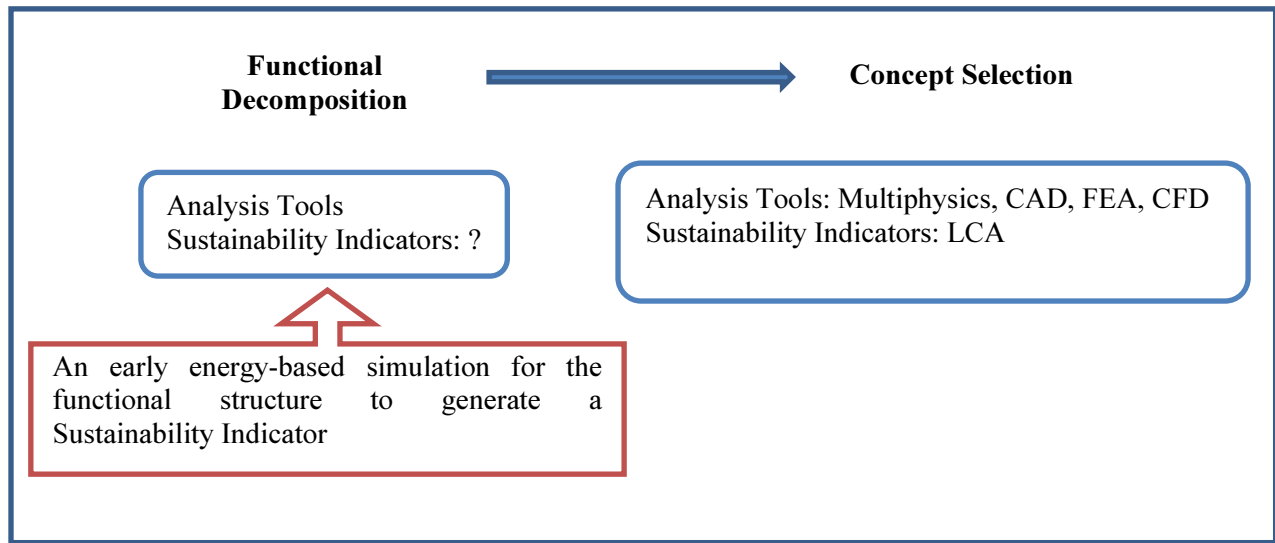 Functional
Decomposition
Concept Selection
Analysis Tools
Sustainability Indicators: ?
Analysis Tools: Multiphysics, CAD, FEA, CFD
Sustainability Indicators: LCA
An early energy-based simulation for the
functional structure to generate a
Sustainability Indicator